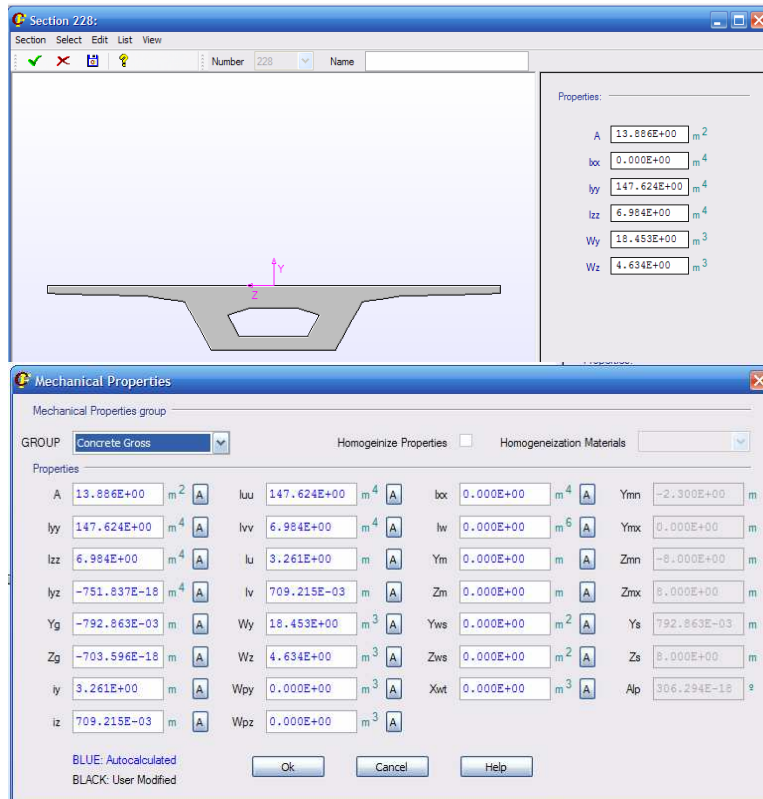 Section 228:
Section Select Edit List View
Number 228 Name
Properties:
A 13.886E+00 m2
Ixx 0.000E+00 m4
Iyy 147.624E+00 m4
Izz 6.984E+00 m4
Wy 18.453E+00 m3
Wz 4.634E+00 m3
Y
Z
Mechanical Properties
Mechanical Properties group
GROUP Concrete Gross Homogeinize Properties Homogeneization Materials
Properties
A 13.886E+00 m2 A Iuu 147.624E+00 m4 A Ixx 0.000E+00 m4 A Ymn -2.300E+00 m
Iyy 147.624E+00 m4 A Ivv 6.984E+00 m4 A Iw 0.000E+00 m6 A Ymx 0.000E+00 m
Izz 6.984E+00 m4 A Iu 3.261E+00 m A Ym 0.000E+00 m A Zmn -8.000E+00 m
Iyz -751.837E-18 m4 A Iv 709.215E-03 m A Zm 0.000E+00 m A Zmx 8.000E+00 m
Yg -792.863E-03 m A Wy 18.453E+00 m3 A Yws 0.000E+00 m2 A Ys 792.863E-03 m
Zg -703.596E-18 m A Wz 4.634E+00 m3 A Zws 0.000E+00 m2 A Zs 8.000E+00 m
iy 3.261E+00 m A Wpy 0.000E+00 m3 A Xwt 0.000E+00 m3 A Alp 306.294E-18 º
iz 709.215E-03 m A Wpz 0.000E+00 m3 A
BLUE: Autocalculated
BLACK: User Modified
Ok Cancel Help